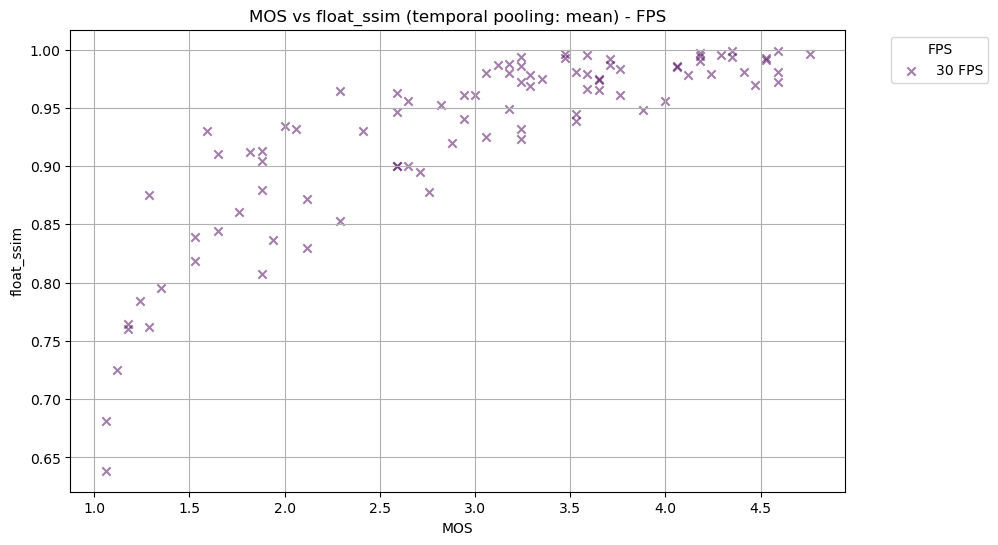 MOS vs float_ssim (temporal pooling: mean) - FPS
FPS
30 FPS
1.00
0.95
0.90
0.85
0.80
0.75
0.70
0.65
float_ssim
1.0 1.5 2.0 2.5 3.0 3.5 4.0 4.5
MOS